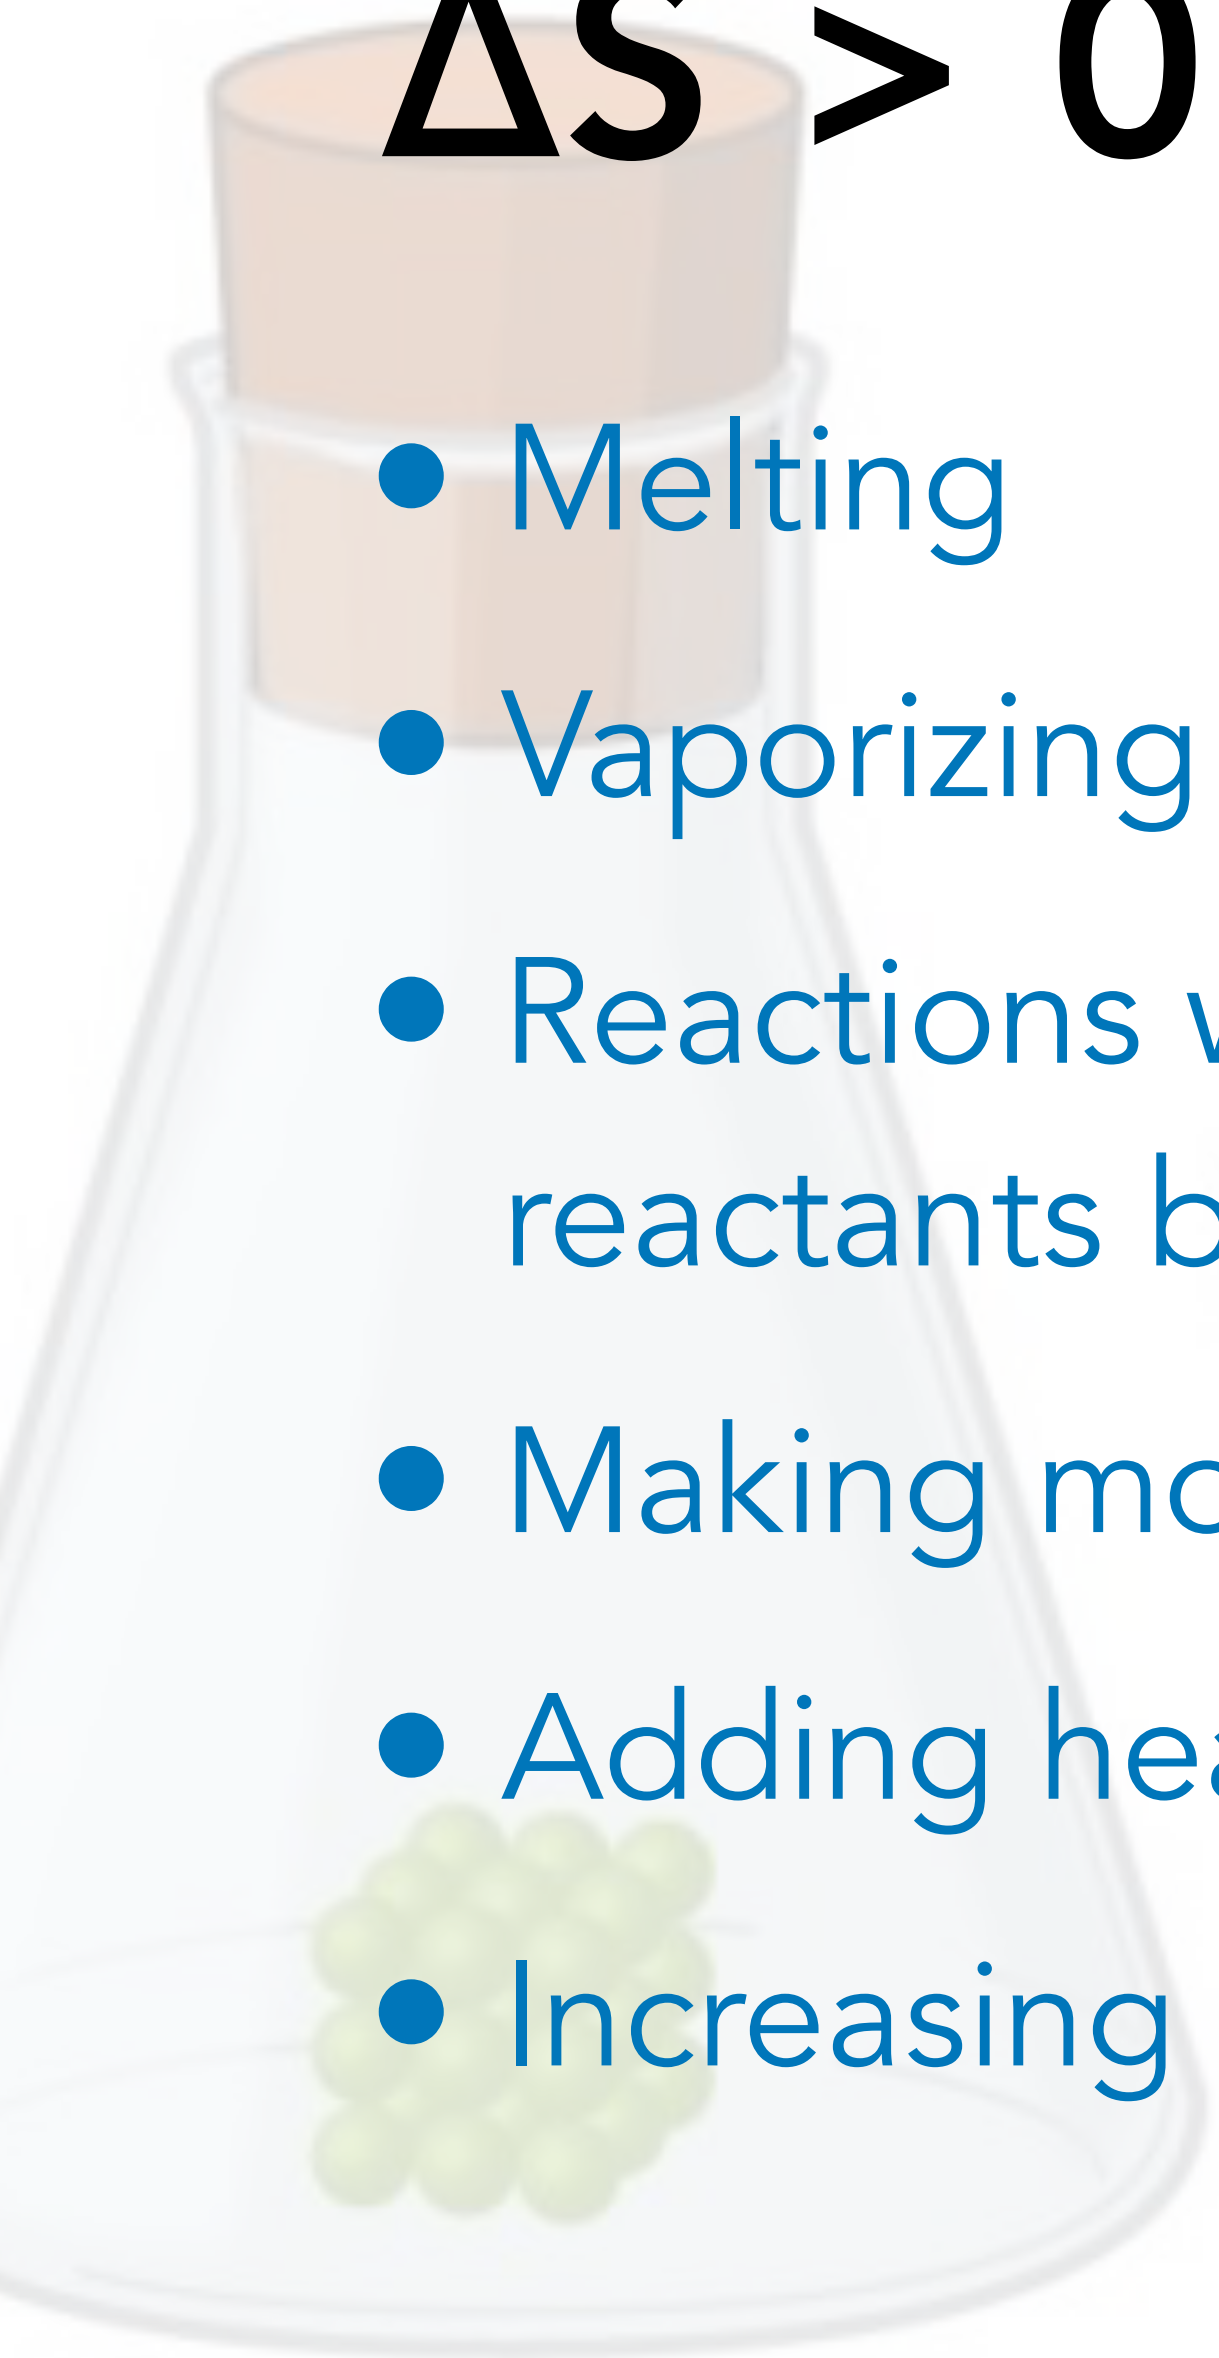 ΔS > 0
• Melting
• Vaporizing
• Reactions
reactants
• Making
• Adding
• Increasing